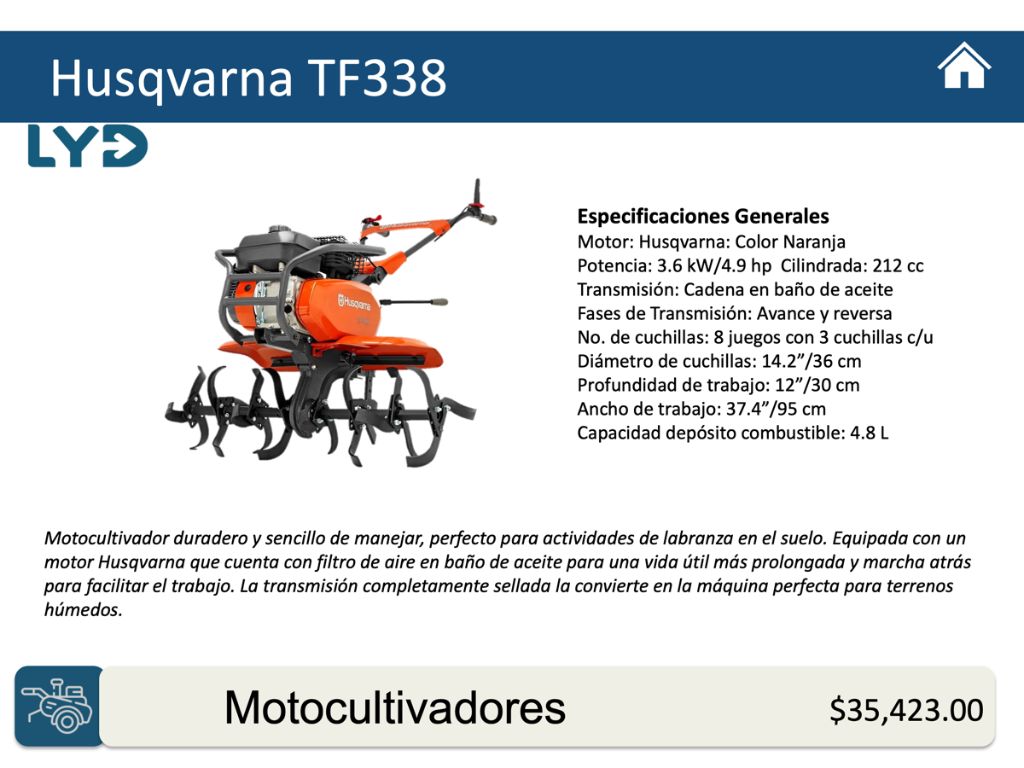 Husqvarna TF338
LYD
Husqvarna
Especificaciones Generales
Motor: Husqvarna: Color Naranja
Potencia: 3.6 kW/4.9 hp  Cilindrada: 212 cc
Transmisión: Cadena en baño de aceite
Fases de Transmisión: Avance y reversa
No. de cuchillas: 8 juegos con 3 cuchillas c/u
Diámetro de cuchillas: 14.2”/36 cm
Profundidad de trabajo: 12”/30 cm
Ancho de trabajo: 37.4”/95 cm
Capacidad depósito combustible: 4.8 L
Motocultivador duradero y sencillo de manejar, perfecto para actividades de labranza en el suelo. Equipada con un
motor Husqvarna que cuenta con filtro de aire en baño de aceite para una vida útil más prolongada y marcha atrás
para facilitar el trabajo. La transmisión completamente sellada la convierte en la máquina perfecta para terrenos
húmedos.
Motocultivadores
$35,423.00